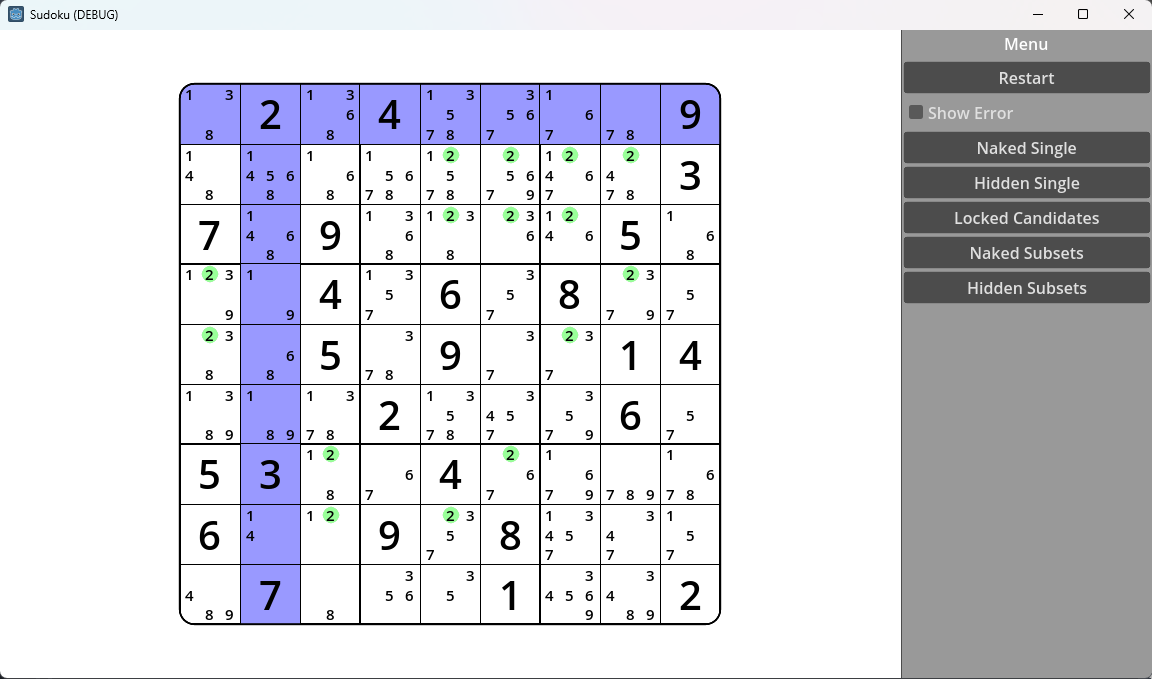 Sudoku (DEBUG)
1 3 1 3 1 3 3 1
2 6 4 5 5 6 6 9
8 8 7 8 7 7 7 8
1 1 1 1 1 2 2 1 2 2
4 4 5 6 6 5 6 5 5 6 4 6 4 3
8 8 8 7 8 7 8 7 9 7 7 8
1 1 3 1 2 3 2 3 1 2 1
7 4 6 9 6 6 4 6 5 6
8 8 8 8
1 2 3 1 1 3 3 2 3
4 5 6 5 8 5
9 9 7 7 7 9 7
2 3 3 3 2 3
6 5 9 1 4
8 8 7 8 7 7
1 3 1 1 3 1 3 3 3
2 5 4 5 5 6 5
8 9 8 9 7 8 7 8 7 7 9 7
1 2 2 1 1
5 3 6 4 6 6 6
8 7 7 7 9 7 8 9 7 8
1 1 2 2 3 1 3 3 1
6 4 9 5 8 4 5 4 5
7 7 7 7
3 3 3 3
4 7 5 6 5 1 4 5 6 4 2
8 9 8 9 8 9
Menu
Restart
Show Error
Naked Single
Hidden Single
Locked Candidates
Naked Subsets
Hidden Subsets